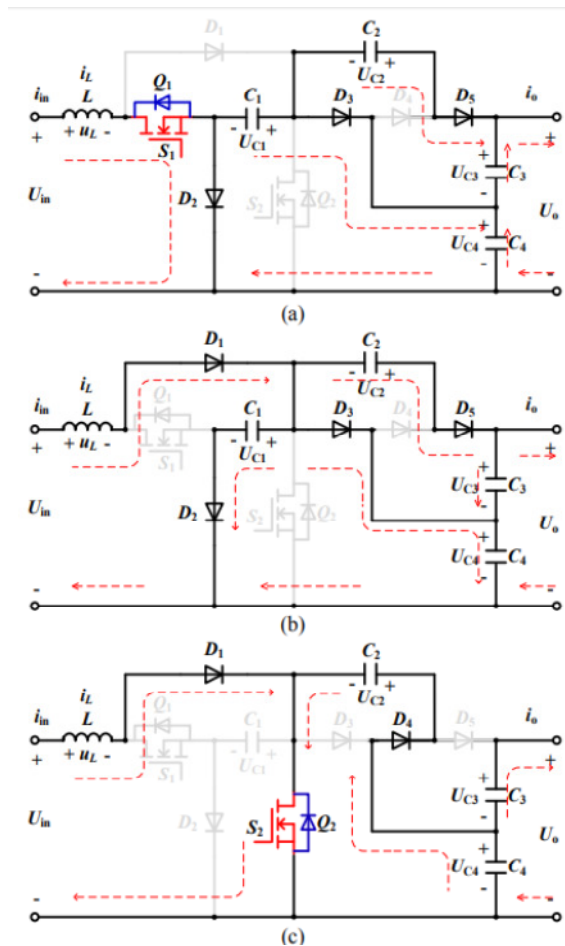 D1
C2
iin
iL
L
Q1
C1
- UC2 +
D3
D4
D5
io
+
+ uL -
S1
- UC1 +
+
Uin
D2
S2
Q2
+
UC3
C3
-
+
UC4
C4
-
Uo
-
-
(a)
D1
C2
iin
iL
L
Q1
C1
- UC2 +
D3
D4
D5
io
+
+ uL -
S1
- UC1 +
+
Uin
D2
S2
Q2
+
UC3
C3
-
+
UC4
C4
-
Uo
-
-
(b)
D1
C2
iin
iL
L
Q1
C1
- UC2 +
D3
D4
D5
io
+
+ uL -
S1
- UC1 +
+
Uin
D2
S2
Q2
+
UC3
C3
-
+
UC4
C4
-
Uo
-
-
(c)